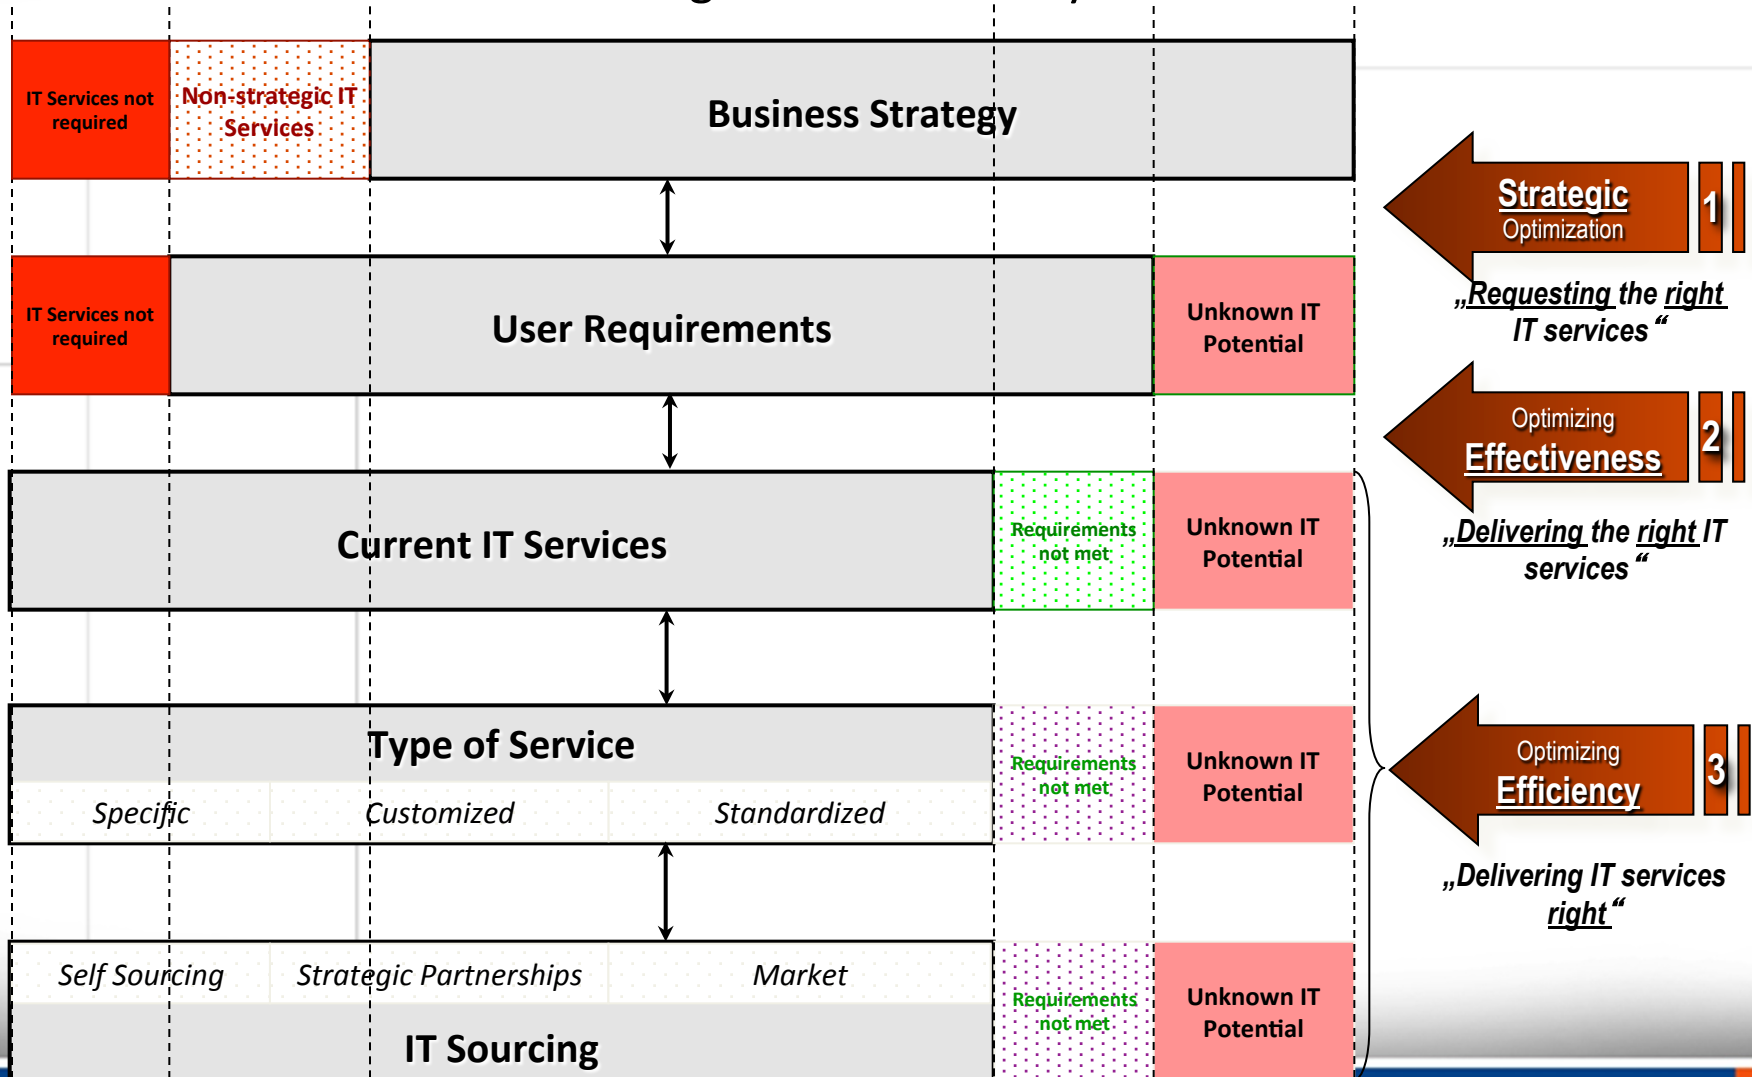 IT Services not
required
Non-strategic IT
Services
Business Strategy
Strategic
Optimization
1
„Requesting the right
IT services“
IT Services not
required
User Requirements
Unknown IT
Potential
Optimizing
Effectiveness
2
„Delivering the right IT
services“
Current IT Services
Requirements
not met
Unknown IT
Potential
Type of Service
Specific
Customized
Standardized
Requirements
not met
Unknown IT
Potential
Optimizing
Efficiency
3
„Delivering IT services
right“
Self Sourcing
Strategic Partnerships
Market
IT Sourcing
Requirements
not met
Unknown IT
Potential